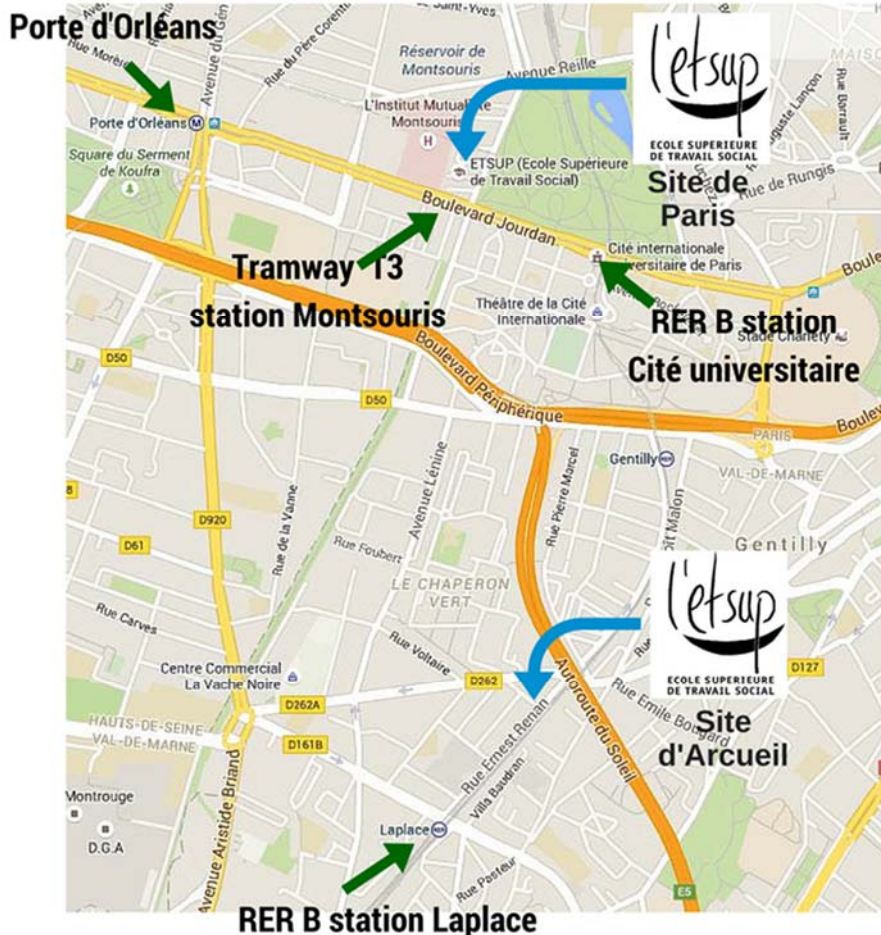 Porte d'Orléans
Avenue Reille
Réservoir de
Montsouris
L'Institut Mutualiste
Montsouris
H
Porte d'Orléans
M
Square du Serment
de Koufra
ETSUP (Ecole Supérieure
de Travail Social)
l'etsup
ECOLE SUPERIEURE
DE TRAVAIL SOCIAL
Site de
Paris
Rue Barrault
Rue de Rungis
Boulevard Jourdan
Cité internationale
universitaire de Paris
Tramway T3
station Montsouris
Théâtre de la Cité
Internationale
RER B station
Cité universitaire
Stade Charléty
Boulevard Périphérique
D50
D50
PARIS
VAL-DE-MARNE
Gentilly
RER
Avenue Lénine
Rue Pierre Marcel
D920
Rue de la Vanne
D61
Rue Foubert
Gentilly
LE CHAPERON
VERT
Rue Carves
Rue Voltaire
l'etsup
ECOLE SUPERIEURE
DE TRAVAIL SOCIAL
Site
d'Arcueil
D127
Centre Commercial
La Vache Noire
D262
D262A
HAUTS-DE-SEINE
VAL-DE-MARNE
D161B
Rue Ernest Renan
Autoroute du Soleil
Rue Emile Bougard
Villa Baudran
Montrouge
D.G.A
Avenue Aristide Briand
Laplace
RER
Rue Pasteur
E5
RER B station Laplace